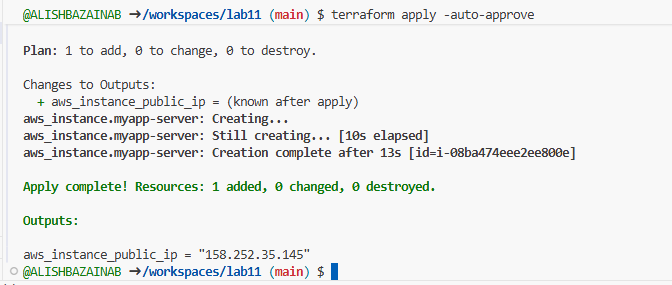 @ALISHBAZAINAB ➜/workspaces/lab11 (main) $ terraform apply -auto-approve
Plan: 1 to add, 0 to change, 0 to destroy.
Changes to Outputs:
+ aws_instance_public_ip = (known after apply)
aws_instance.myapp-server: Creating...
aws_instance.myapp-server: Still creating... [10s elapsed]
aws_instance.myapp-server: Creation complete after 13s [id=i-08ba474eee2ee800e]
Apply complete! Resources: 1 added, 0 changed, 0 destroyed.
Outputs:
aws_instance_public_ip = "158.252.35.145"
@ALISHBAZAINAB ➜/workspaces/lab11 (main) $